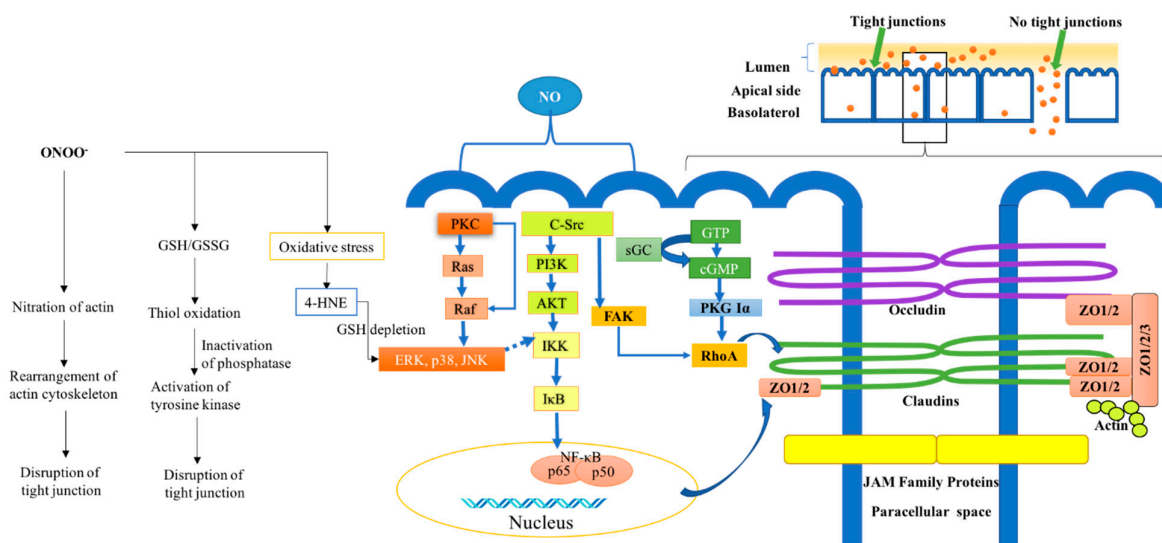 Tight junctions
No tight junctions
Lumen
Apical side
Basolaterol
NO
ONOO-
GSH/GSSG
Oxidative stress
4-HNE
GSH depletion
Nitration of actin
Thiol oxidation
Inactivation
of phosphatase
Rearrangement of
actin cytoskeleton
Activation of
tyrosine kinase
Disruption of
tight junction
Disruption of
tight junction
PKC
Ras
Raf
ERK, p38, JNK
C-Src
PI3K
AKT
IKK
IκB
FAK
NF-κB
p65
p50
Nucleus
sGC
GTP
cGMP
PKG Iα
RhoA
ZO1/2
Occludin
Claudins
ZO1/2
ZO1/2
ZO1/2
ZO1/2/3
Actin
JAM Family Proteins
Paracellular space